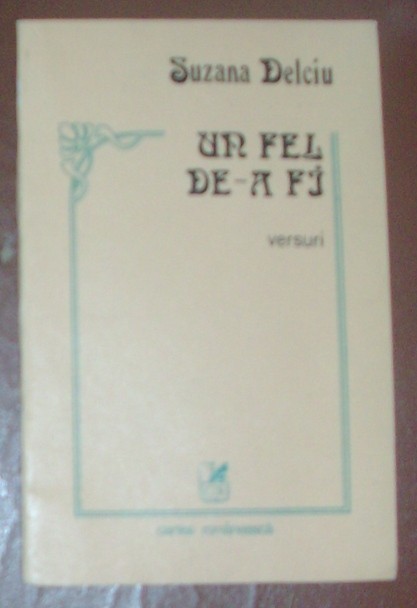 Suzana Delciu
UN FEL
DE-A FI
versuri
cartea românească